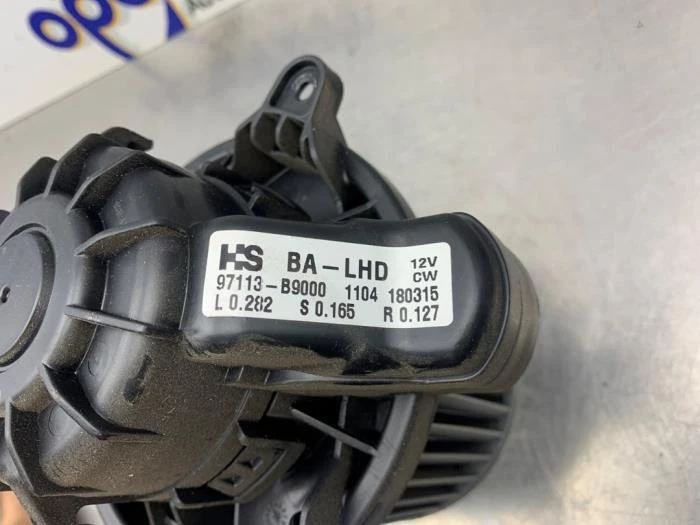 HS BA-LHD 12V CW
97113-B9000 1104 180315
L 0.282 S 0.165 R 0.127